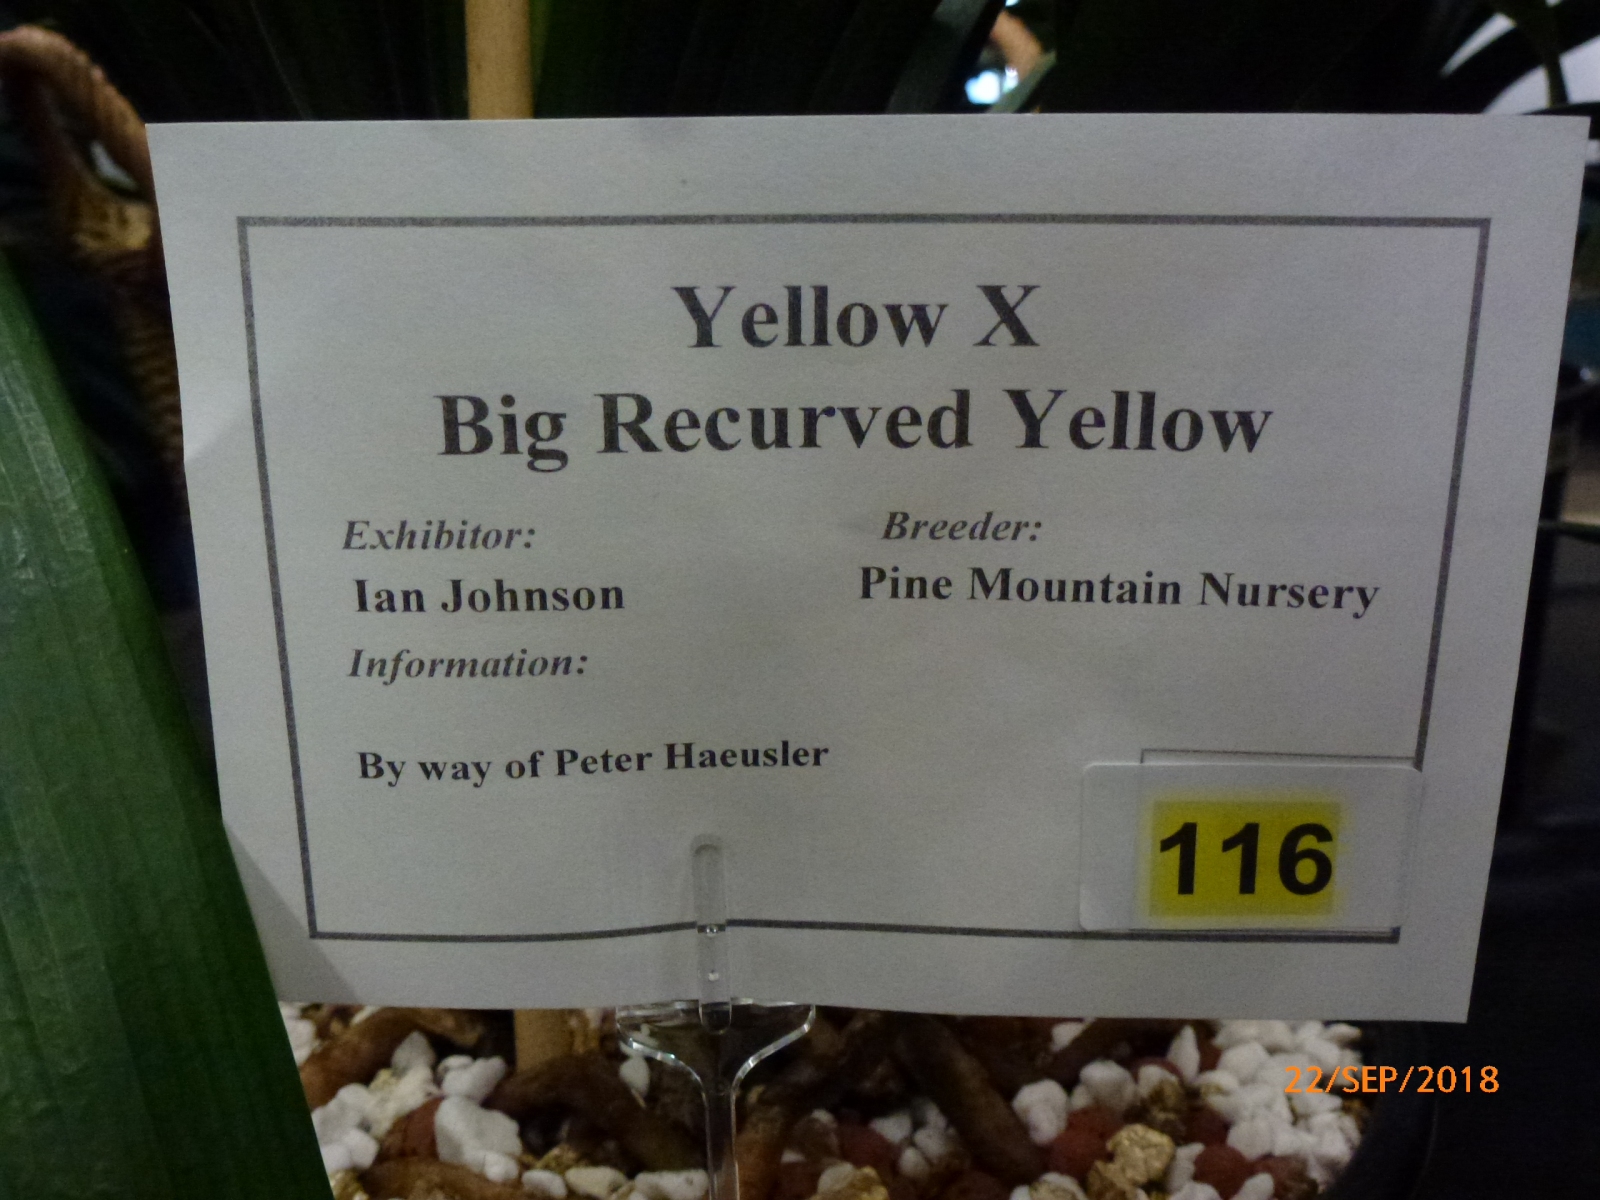 Yellow X
Big Recurved Yellow
Exhibitor: Breeder:
Ian Johnson Pine Mountain Nursery
Information:
By way of Peter Haeusler
116
22/SEP/2018